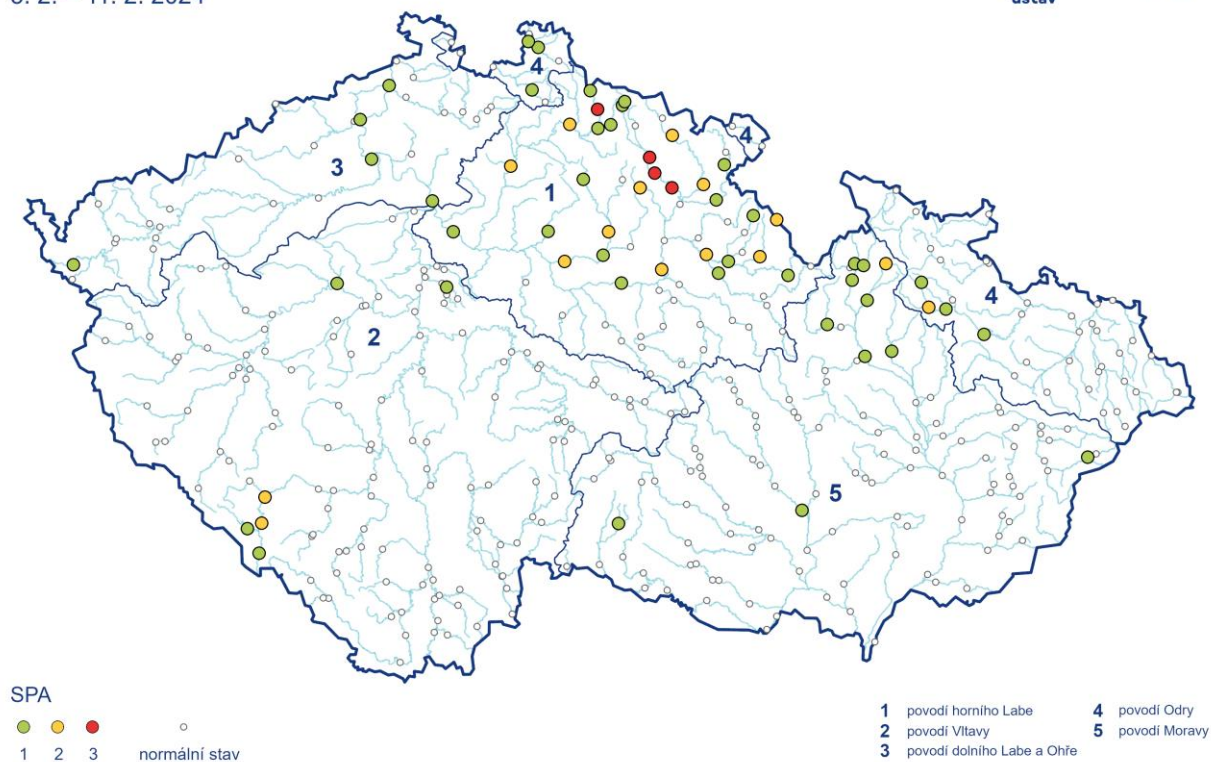 ústav
4
4
3
1
4
2
5
SPA
1 2 3 normální stav
1 povodí horního Labe
2 povodí Vltavy
3 povodí dolního Labe a Ohře
4 povodí Odry
5 povodí Moravy